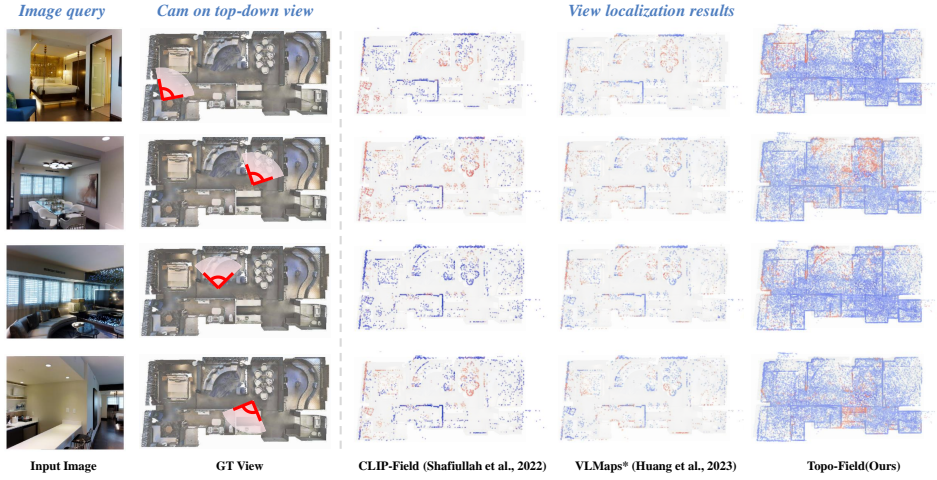 Image query
Cam on top-down view
View localization results
Input Image
GT View
CLIP-Field (Shafiullah et al., 2022)
VLMaps* (Huang et al., 2023)
Topo-Field(Ours)